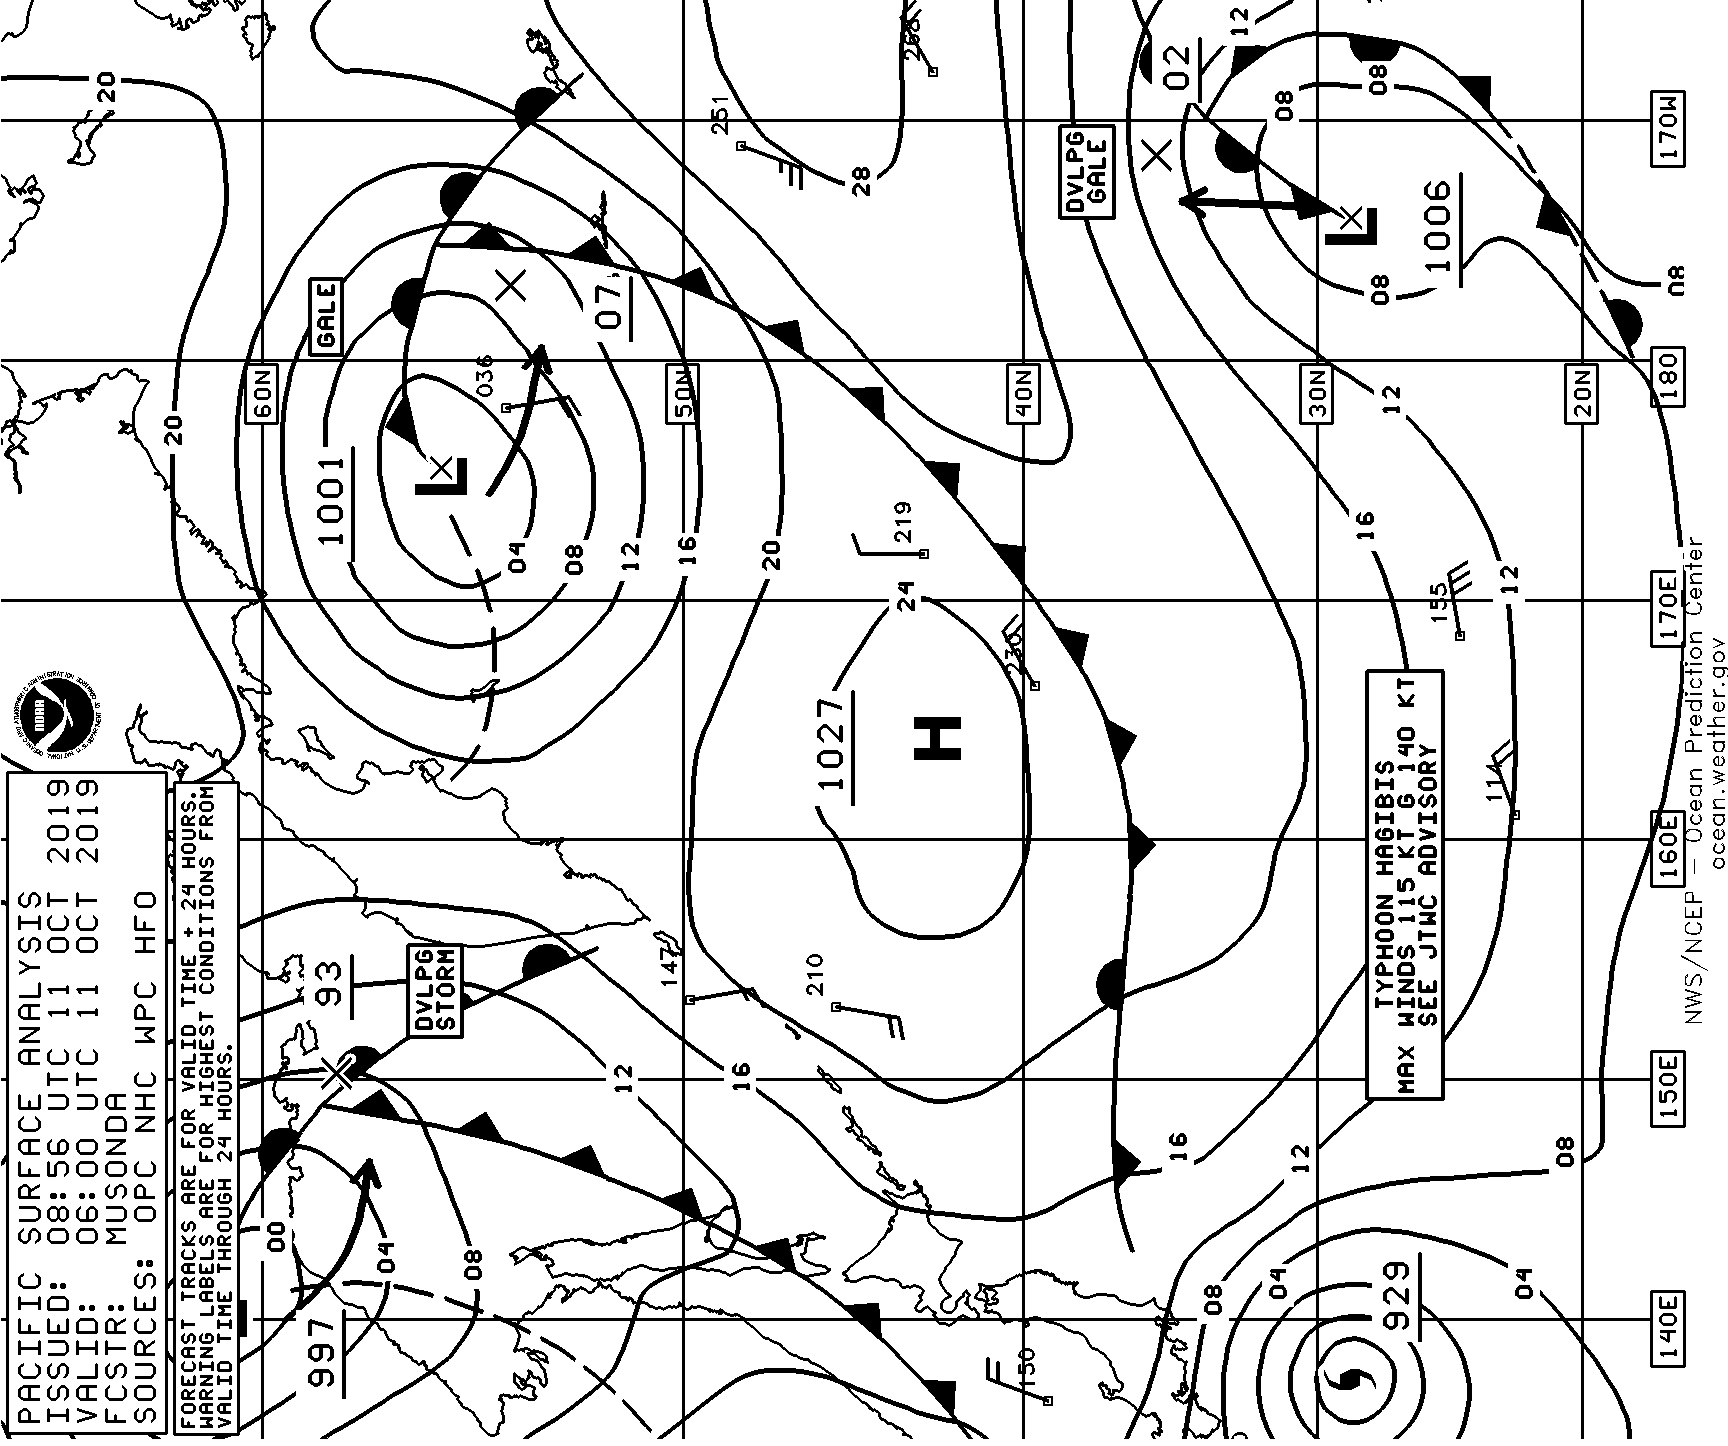 PACIFIC SURFACE ANALYSIS
ISSUED: 08:56 UTC 11 OCT 2019
VALID: 06:00 UTC 11 OCT 2019
FCSTR: MUSONDA
SOURCES: OPC NHC WPC HFO
FORECAST TRACKS ARE FOR VALID TIME + 24 HOURS.
WARNING LABELS ARE FOR HIGHEST CONDITIONS FROM
VALID TIME THROUGH 24 HOURS.
997
00
04
08
93
DVLPG
STORM
147
12
16
210
20
20
GALE
1001
L
036
07
04
08
12
16
20
60N
50N
40N
30N
20N
251
28
268
219
24
230
1027
H
DVLPG
GALE
02
12
08
08
08
08
1006
L
12
16
12
155
114
TYPHOON HAGIBIS
MAX WINDS 115 KT G 140 KT
SEE JTWC ADVISORY
16
12
08
08
04
04
929
150
170W
180
170E
160E
150E
140E
NWS/NCEP – Ocean Prediction Center
ocean.weather.gov